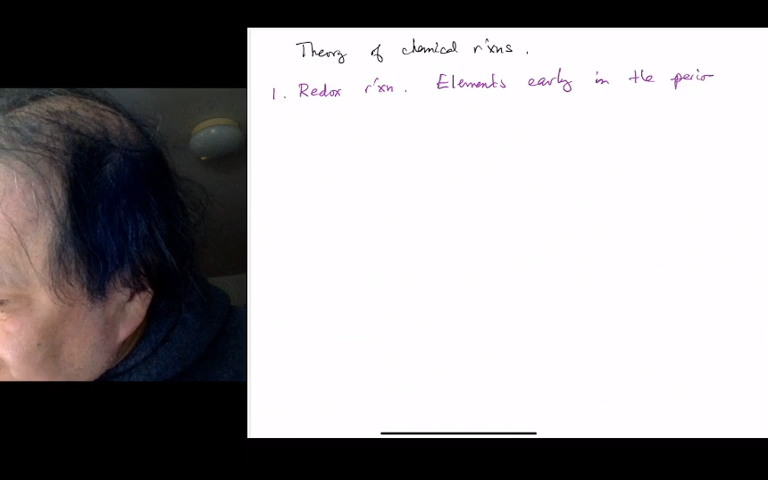 Theory of chemical r'xns.
1. Redox r'xn. Elements early in the perio